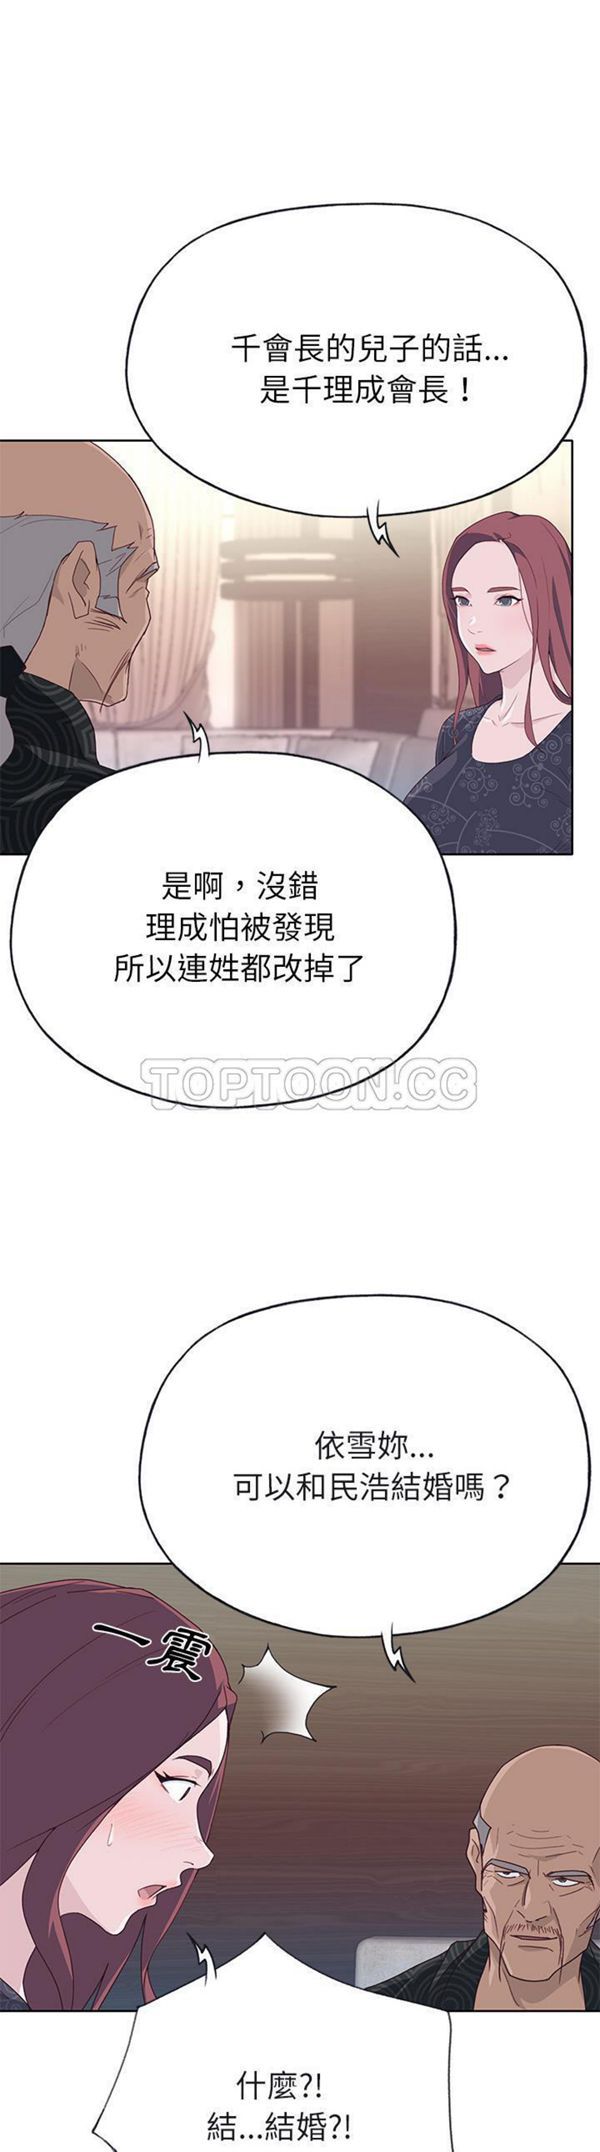 千會長的兒子的話...
是千理成會長！
是啊，沒錯
理成怕被發現
所以連姓都改掉了
TOPTOON.CC
依雪妳...
可以和民浩結婚嗎？
一震
什麼?!
結...結婚?!